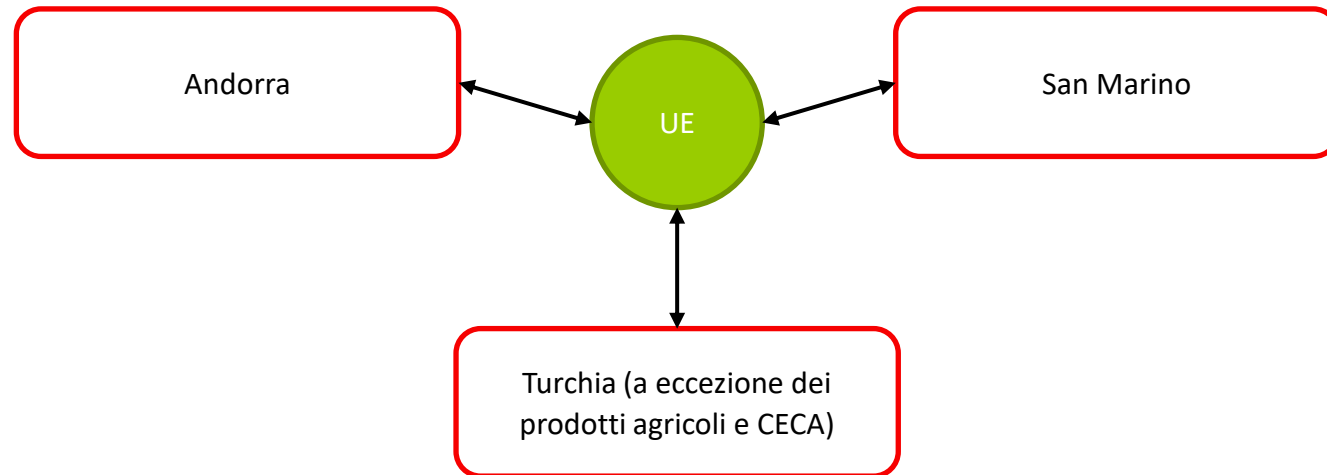 Andorra
UE
San Marino
Turchia (a eccezione dei
prodotti agricoli e CECA)